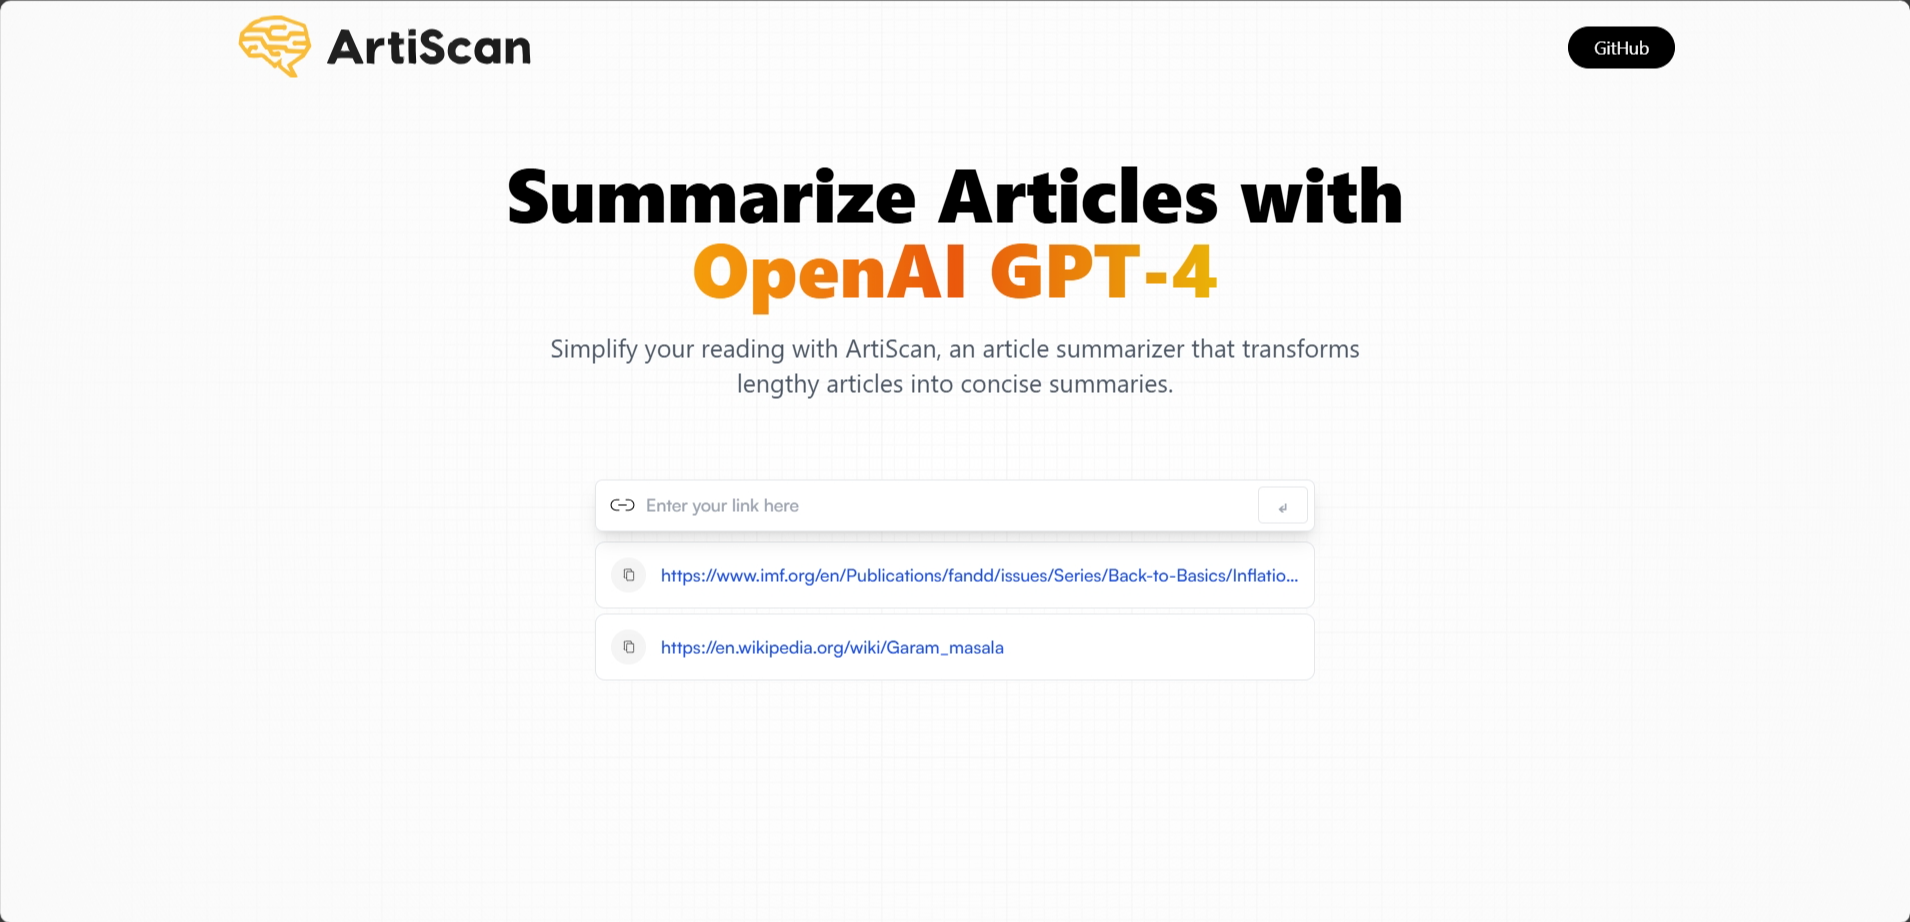 ArtiScan
GitHub
Summarize Articles with
OpenAI GPT-4
Simplify your reading with ArtiScan, an article summarizer that transforms
lengthy articles into concise summaries.
Enter your link here
https://www.imf.org/en/Publications/fandd/issues/Series/Back-to-Basics/Inflatio...
https://en.wikipedia.org/wiki/Garam_masala